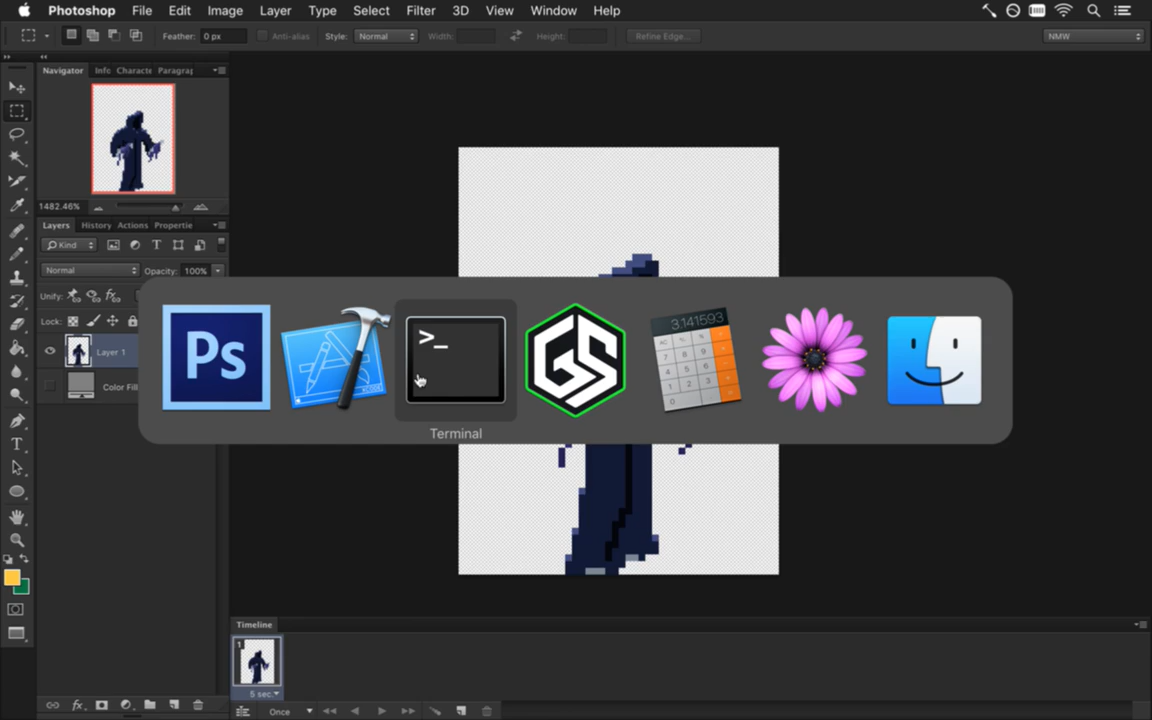 Photoshop File Edit Image Layer Type Select Filter 3D View Window Help
Feather: 0 px Anti-alias Style: Normal Width: Height: Refine Edge... NMW
Navigator Info Characte Paragrap
1482.46%
Layers History Actions Propertie
Kind
Normal Opacity: 100%
Unify:
Lock:
Layer 1
Color Fill
Ps
>_
GS
3.141593
Terminal
Timeline
1
5 sec.
Once